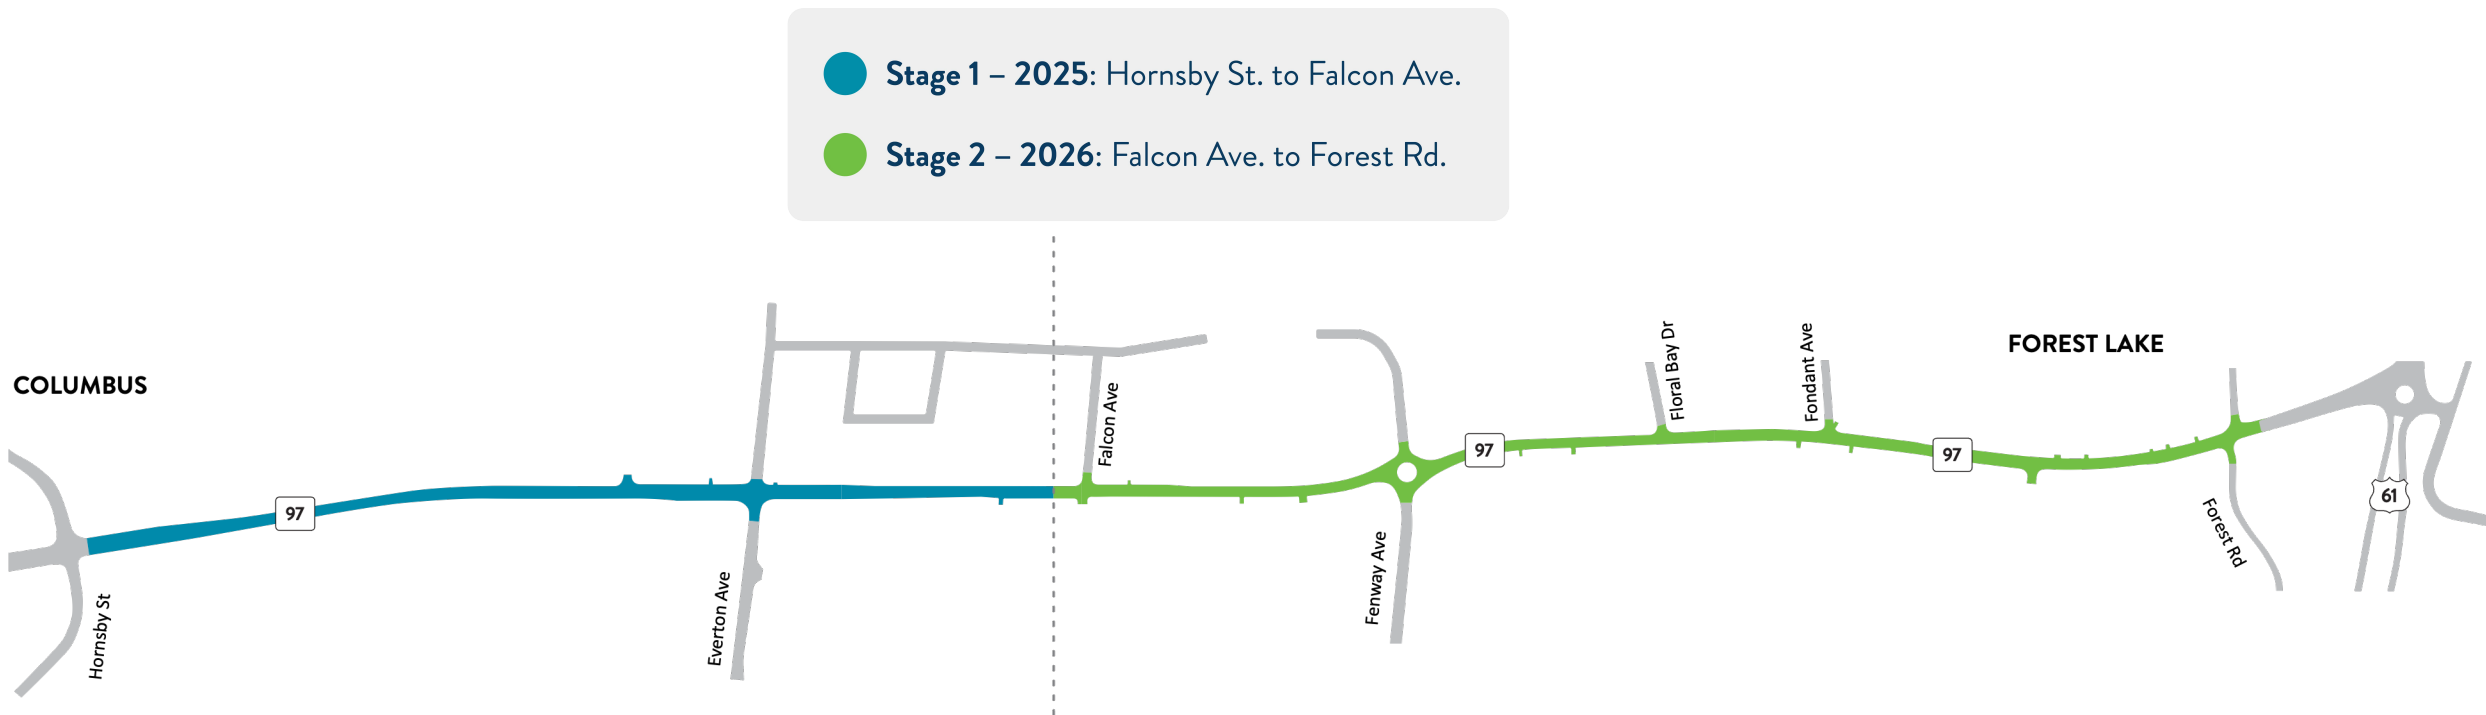 Stage 1 – 2025: Hornsby St. to Falcon Ave.
Stage 2 – 2026: Falcon Ave. to Forest Rd.
COLUMBUS
FOREST LAKE
97
Hornsby St
Everton Ave
Falcon Ave
Fenway Ave
97
Floral Bay Dr
Fondant Ave
97
Forest Rd
61